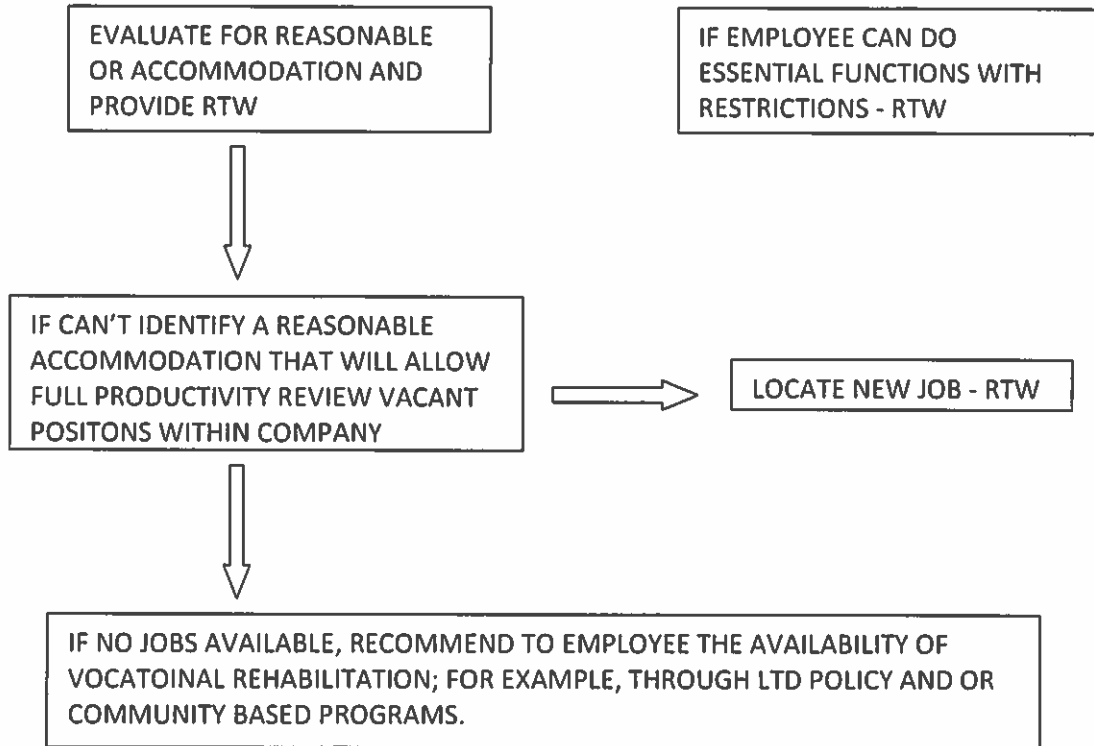 EVALUATE FOR REASONABLE
OR ACCOMMODATION AND
PROVIDE RTW
IF EMPLOYEE CAN DO
ESSENTIAL FUNCTIONS WITH
RESTRICTIONS - RTW
IF CAN'T IDENTIFY A REASONABLE
ACCOMMODATION THAT WILL ALLOW
FULL PRODUCTIVITY REVIEW VACANT
POSITONS WITHIN COMPANY
LOCATE NEW JOB - RTW
IF NO JOBS AVAILABLE, RECOMMEND TO EMPLOYEE THE AVAILABILITY OF
VOCATOINAL REHABILITATION; FOR EXAMPLE, THROUGH LTD POLICY AND OR
COMMUNITY BASED PROGRAMS.